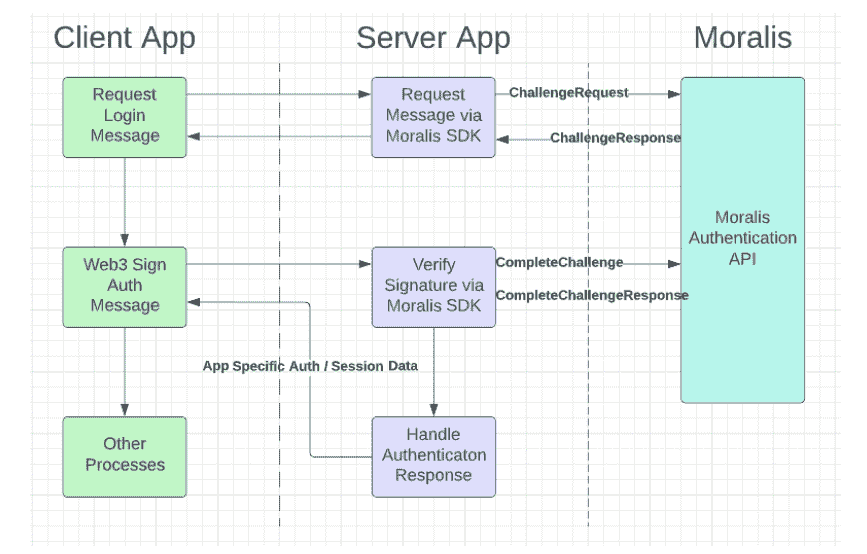 Client App
Server App
Moralis
Request
Login
Message
Request
Message via
Moralis SDK
ChallengeRequest
ChallengeResponse
Moralis
Authentication
API
Web3 Sign
Auth
Message
Verify
Signature via
Moralis SDK
CompleteChallenge
CompleteChallengeResponse
App Specific Auth / Session Data
Other
Processes
Handle
Authenticaton
Response